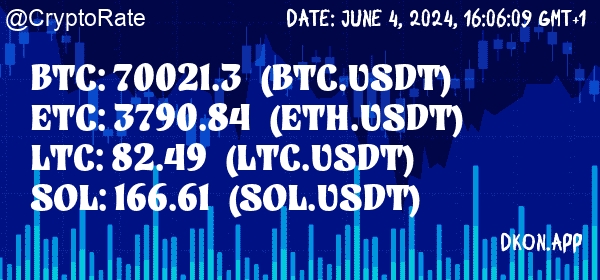 @CryptoRate
DATE: JUNE 4, 2024, 16:06:09 GMT+1
BTC: 70021.3 (BTC.USDT)
ETC: 3790.84 (ETH.USDT)
LTC: 82.49 (LTC.USDT)
SOL: 166.61 (SOL.USDT)
DKON.APP